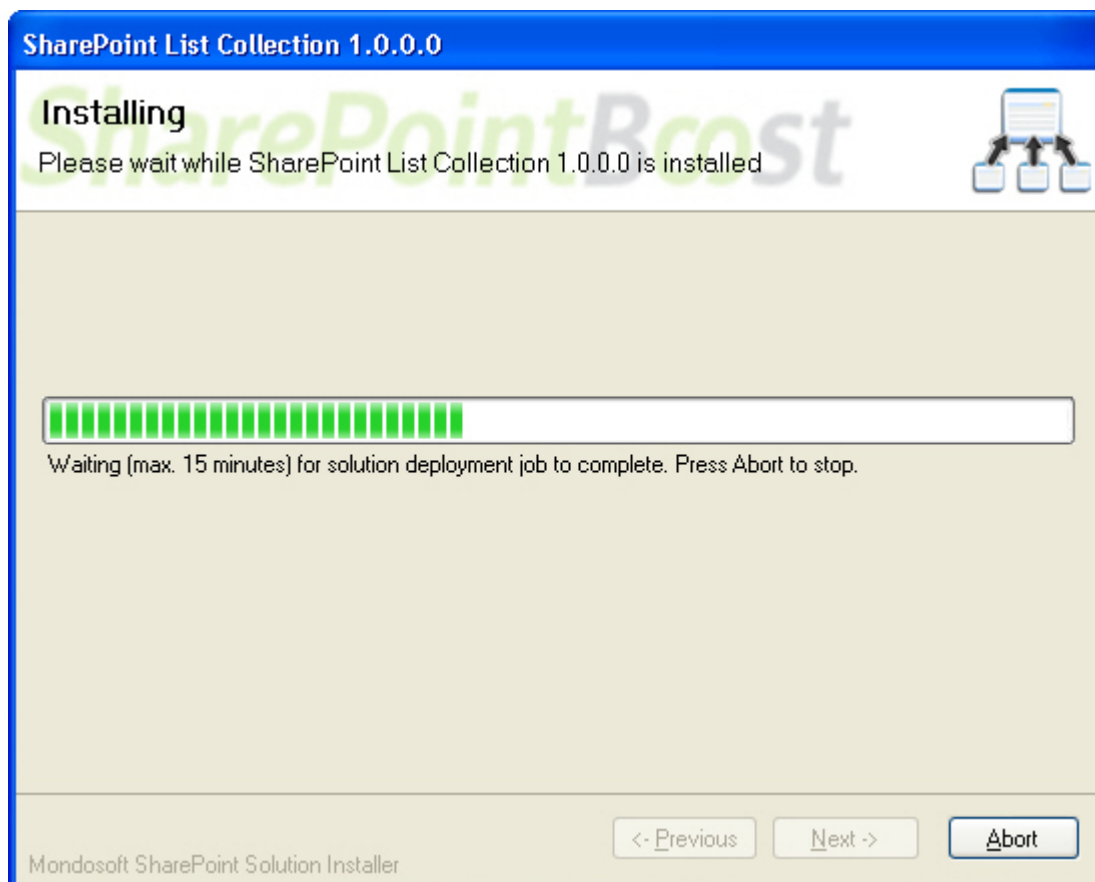 SharePoint List Collection 1.0.0.0
SharePointBoost
Installing
Please wait while SharePoint List Collection 1.0.0.0 is installed
Waiting (max. 15 minutes) for solution deployment job to complete. Press Abort to stop.
<- Previous Next -> Abort
Mondosoft SharePoint Solution Installer